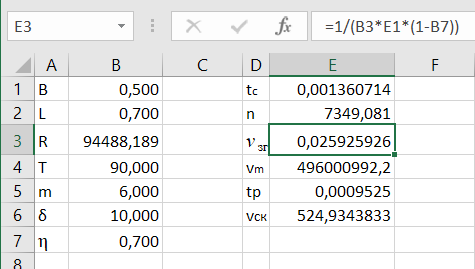 E3 fx =1/(B3*E1*(1-B7))
A B C D E F
1 B 0,500 tc 0,001360714
2 L 0,700 n 7349,081
3 R 94488,189 νзг 0,025925926
4 T 90,000 vm 496000992,2
5 m 6,000 tp 0,0009525
6 δ 10,000 vск 524,9343833
7 η 0,700
8